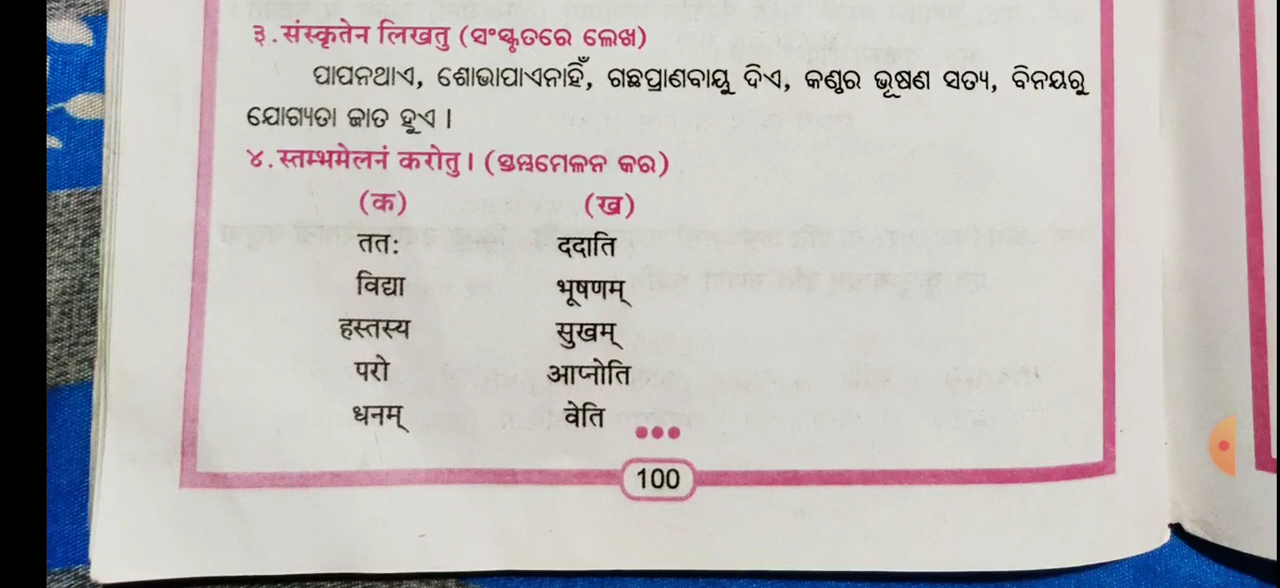 ३. संस्कृतेन लिखतु (ସଂସ୍କୃତରେ ଲେଖ)
ପାପନଥାଏ, ଶୋଭାପାଏନାହିଁ, ଗଛପ୍ରାଣବାୟୁ ଦିଏ, କଣ୍ଠର ଭୂଷଣ ସତ୍ୟ, ବିନୟରୁ
ଯୋଗ୍ୟତା ଜାତ ହୁଏ ।
४. स्तम्भमेलनं करोतु। (ସ୍ତମ୍ଭମେଳନ କର)
(क) (ख)
ततः ददाति
विद्या भूषणम्
हस्तस्य सुखम्
परो आप्नोति
धनम् वेति
100